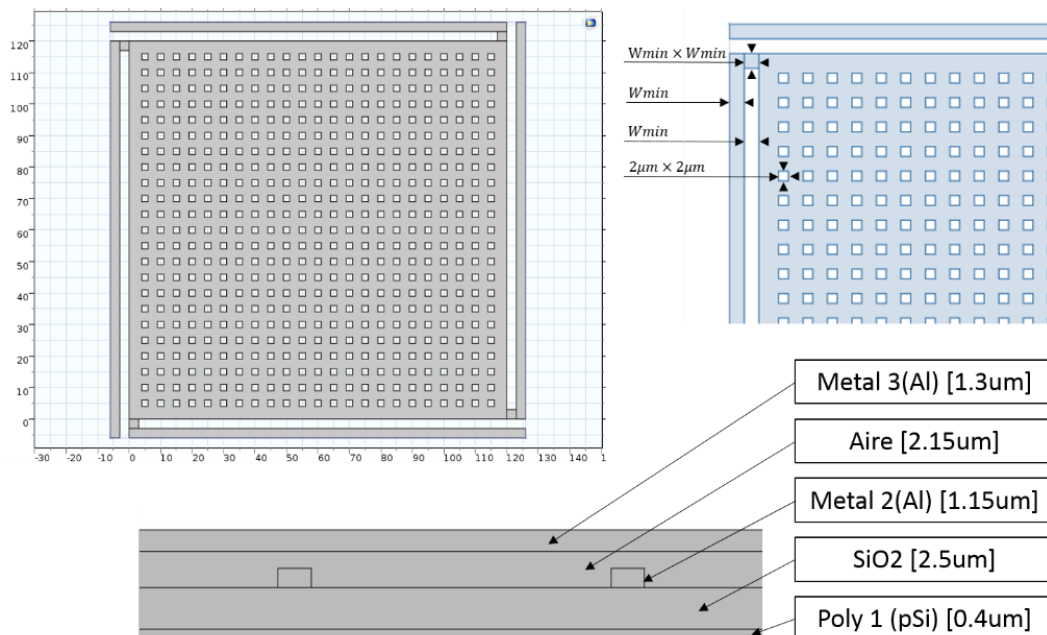 120
110
100
90
80
70
60
50
40
30
20
10
0
-30 -20 -10 0 10 20 30 40 50 60 70 80 90 100 110 120 130 140 1
Wmin × Wmin
Wmin
Wmin
2μm × 2μm
Metal 3(Al) [1.3um]
Aire [2.15um]
Metal 2(Al) [1.15um]
SiO2 [2.5um]
Poly 1 (pSi) [0.4um]